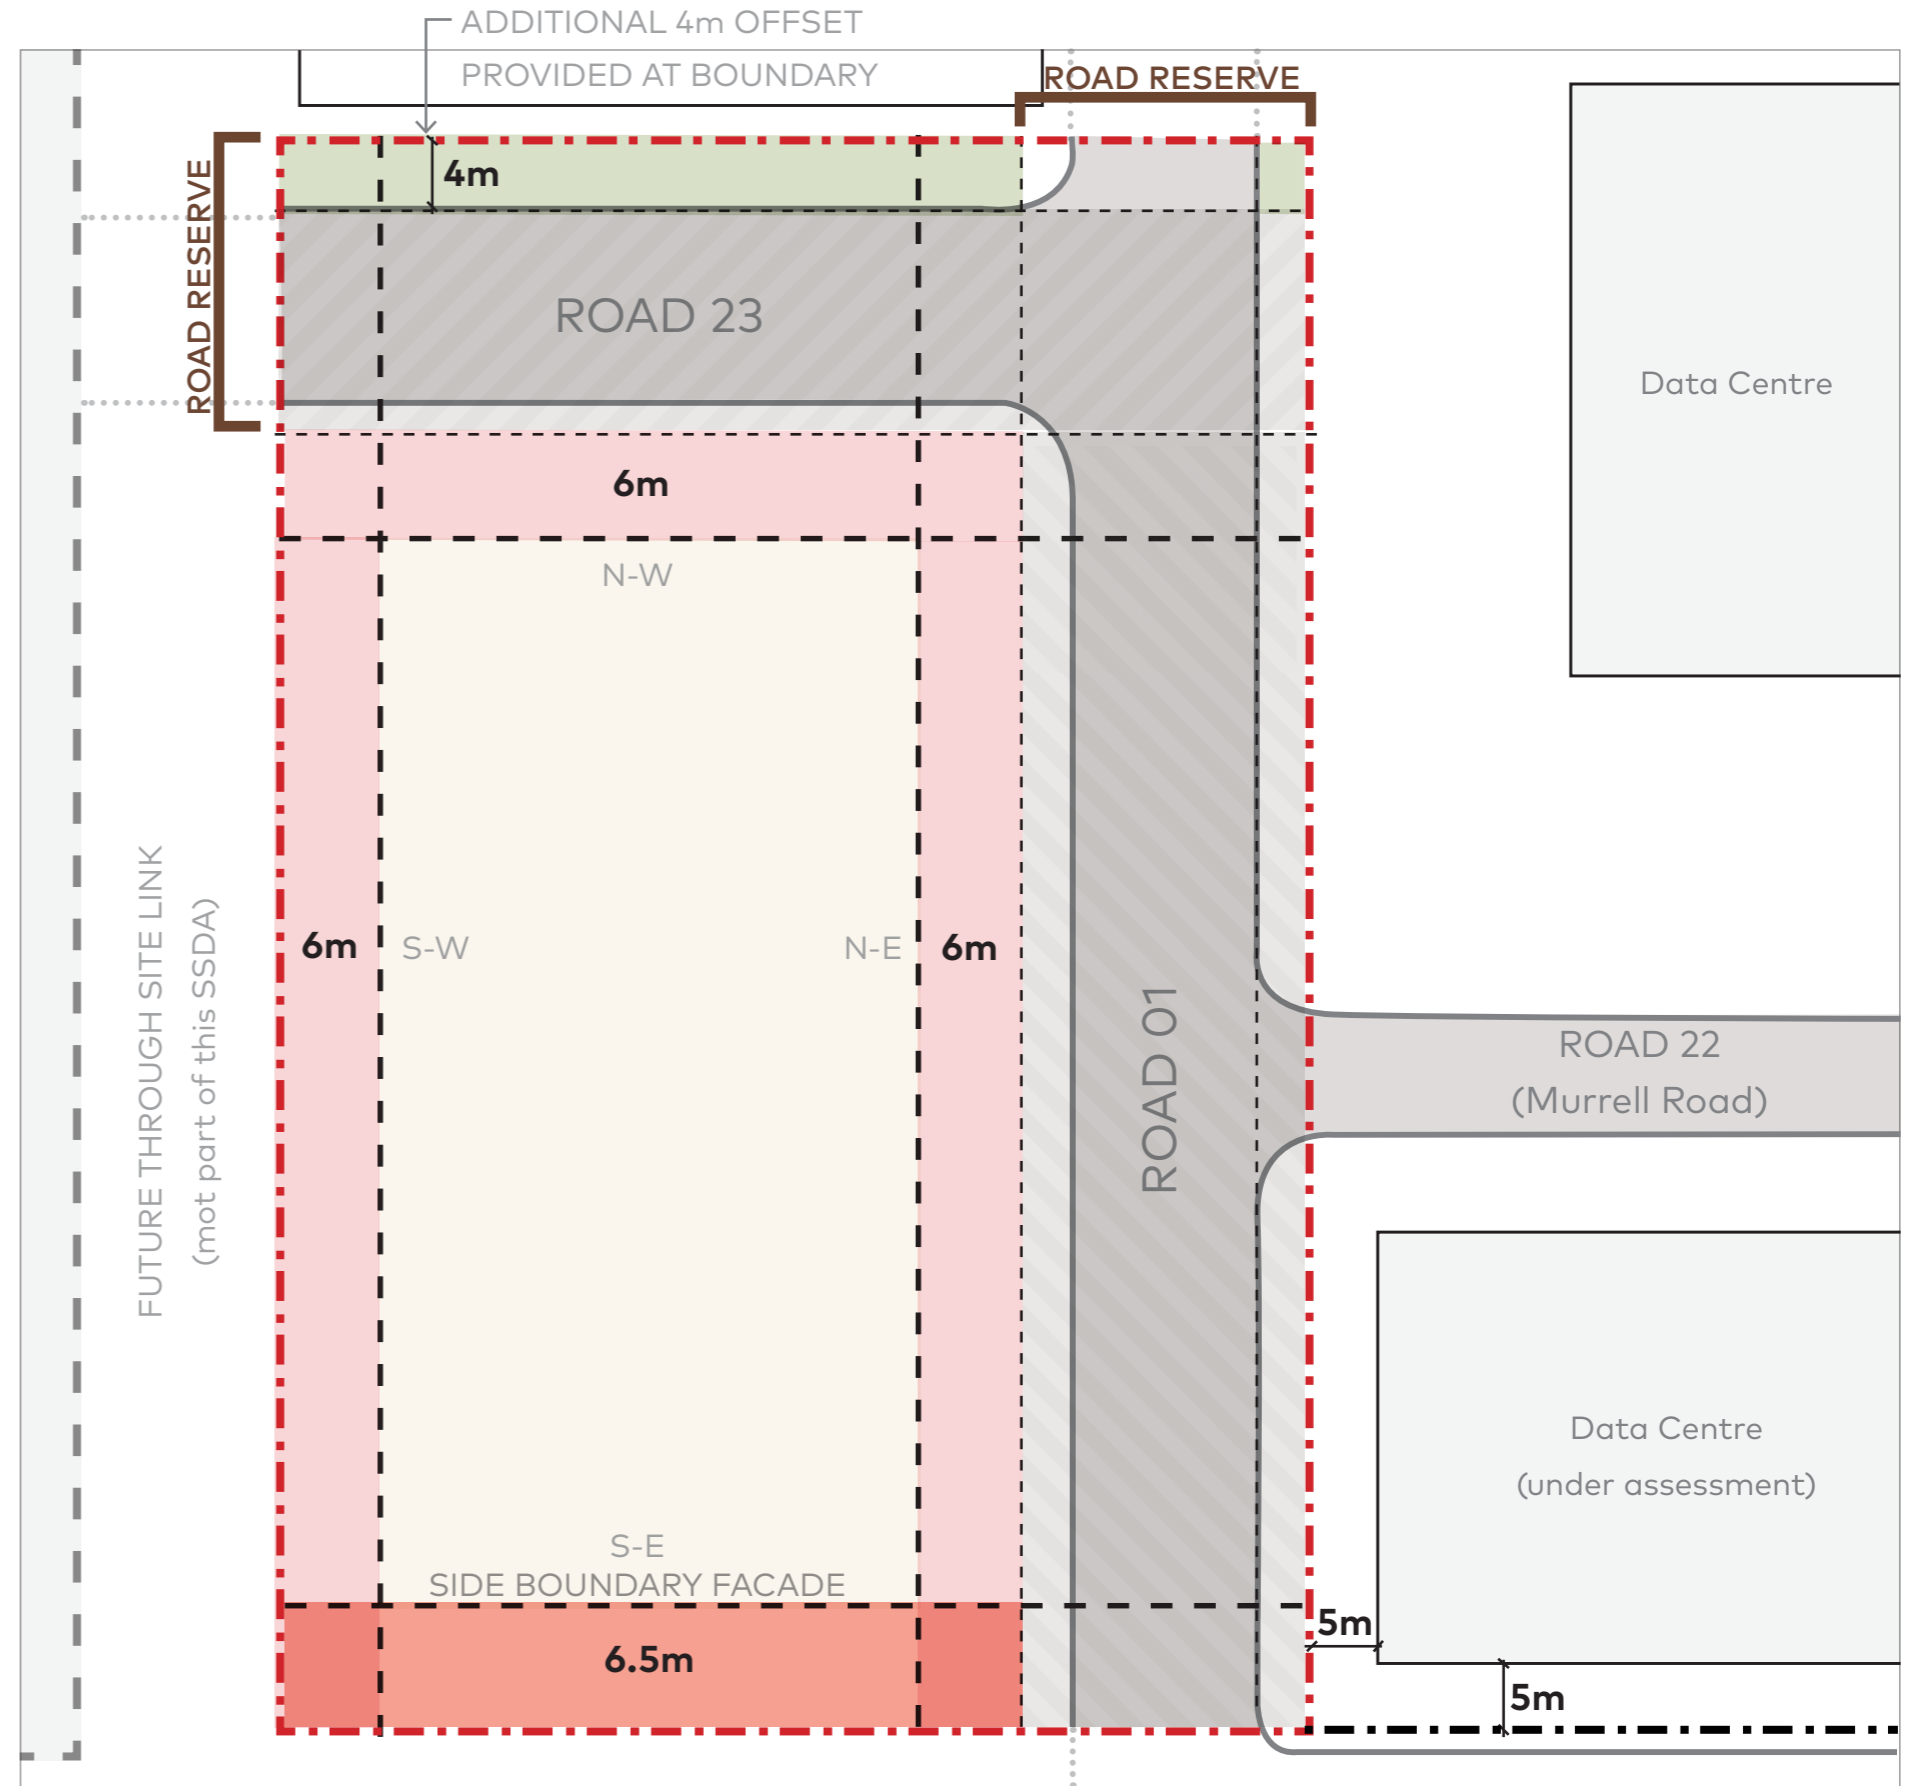 ADDITIONAL 4m OFFSET
PROVIDED AT BOUNDARY
ROAD RESERVE
ROAD RESERVE
4m
ROAD 23
Data Centre
6m
N-W
6m
S-W
N-E
6m
FUTURE THROUGH SITE LINK
(not part of this SSDA)
ROAD 01
ROAD 22
(Murrell Road)
Data Centre
(under assessment)
S-E
SIDE BOUNDARY FACADE
6.5m
5m
5m